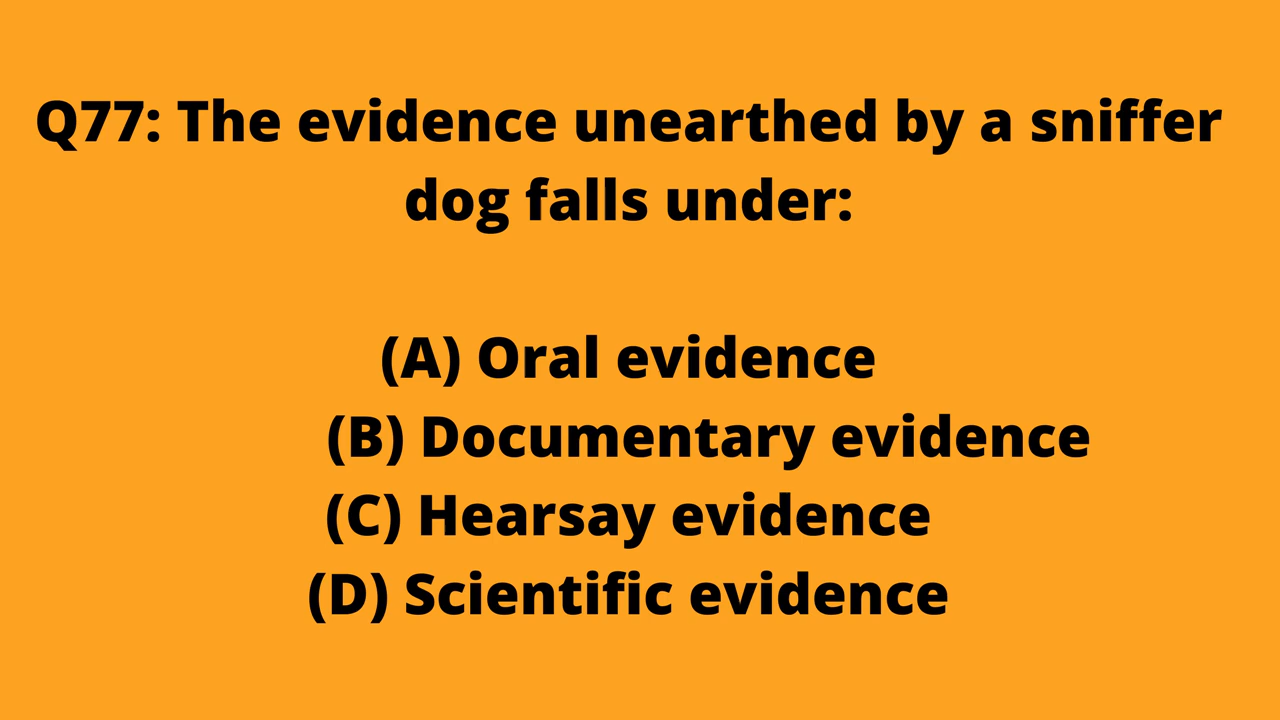 Q77: The evidence unearthed by a sniffer
dog falls under:
(A) Oral evidence
(B) Documentary evidence
(C) Hearsay evidence
(D) Scientific evidence